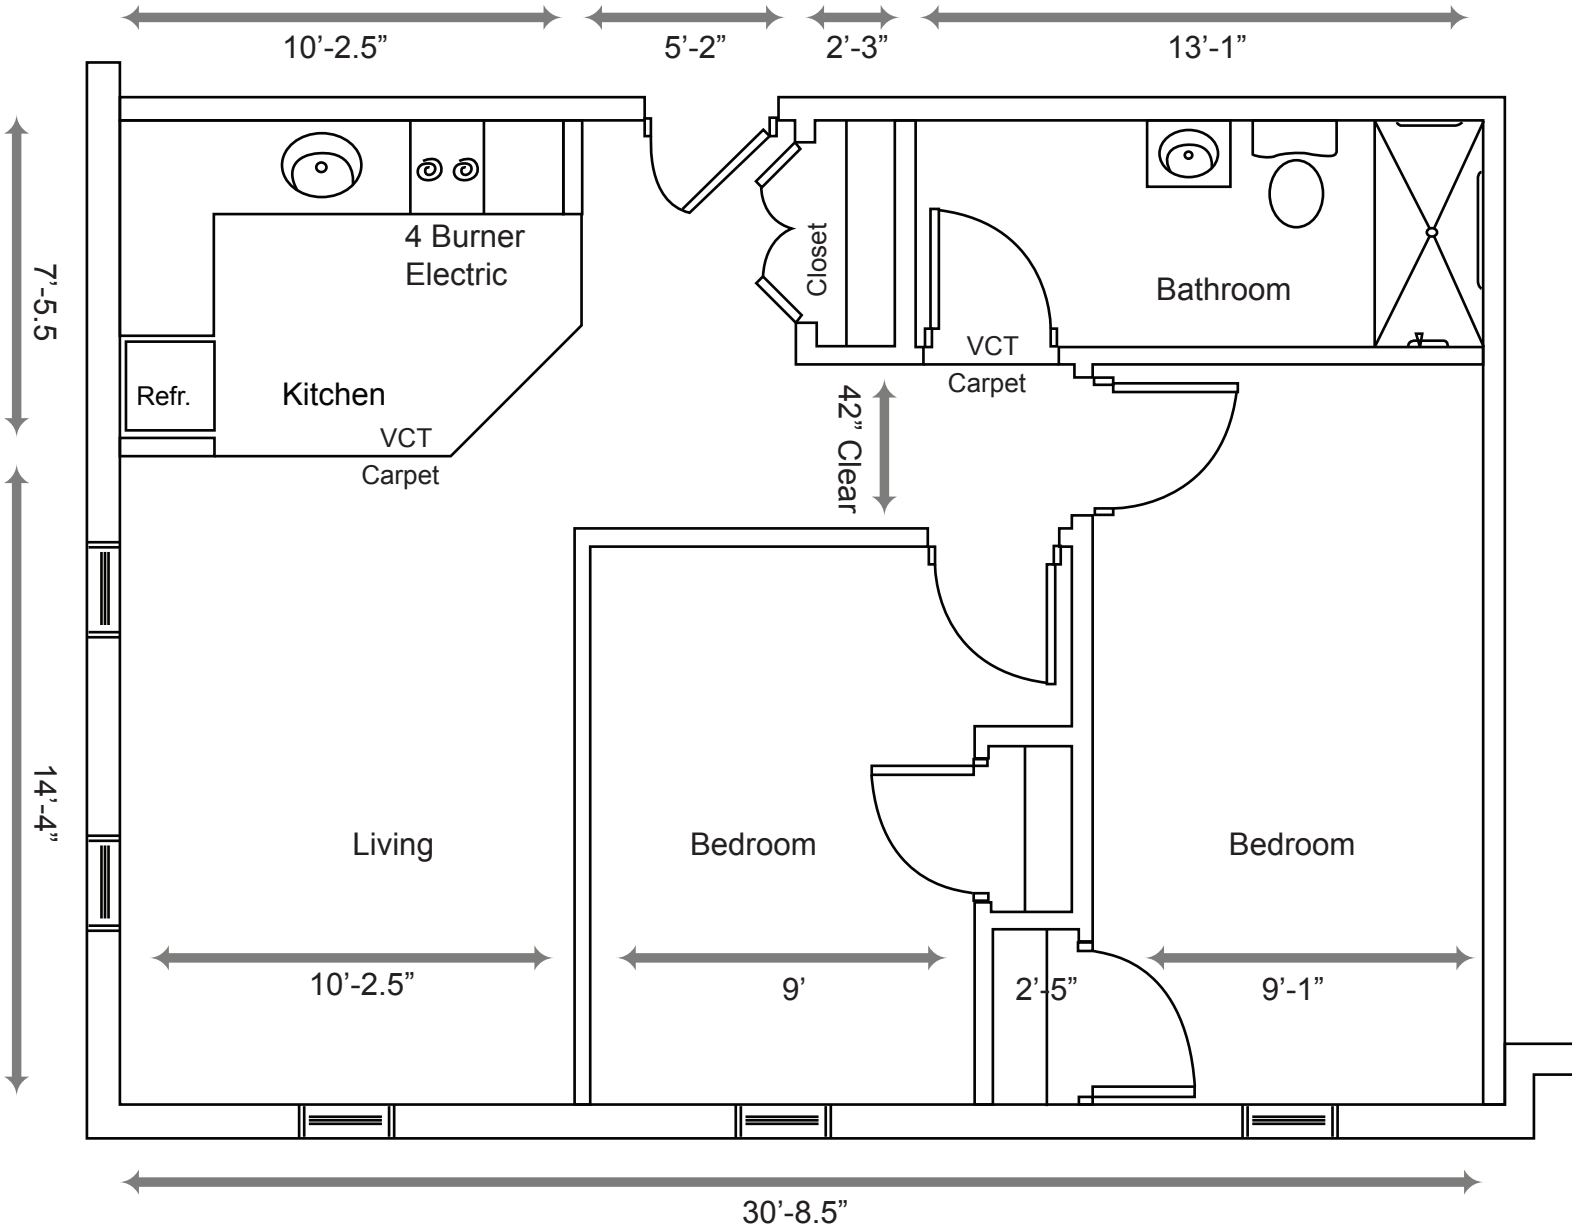 10’-2.5”
5’-2”
2’-3”
13’-1”
4 Burner
Electric
Closet
Bathroom
7’-5.5
VCT
Carpet
Refr.
Kitchen
42” Clear
VCT
Carpet
14’-4”
Living
Bedroom
Bedroom
10’-2.5”
9’
2’-5”
9’-1”
30’-8.5”